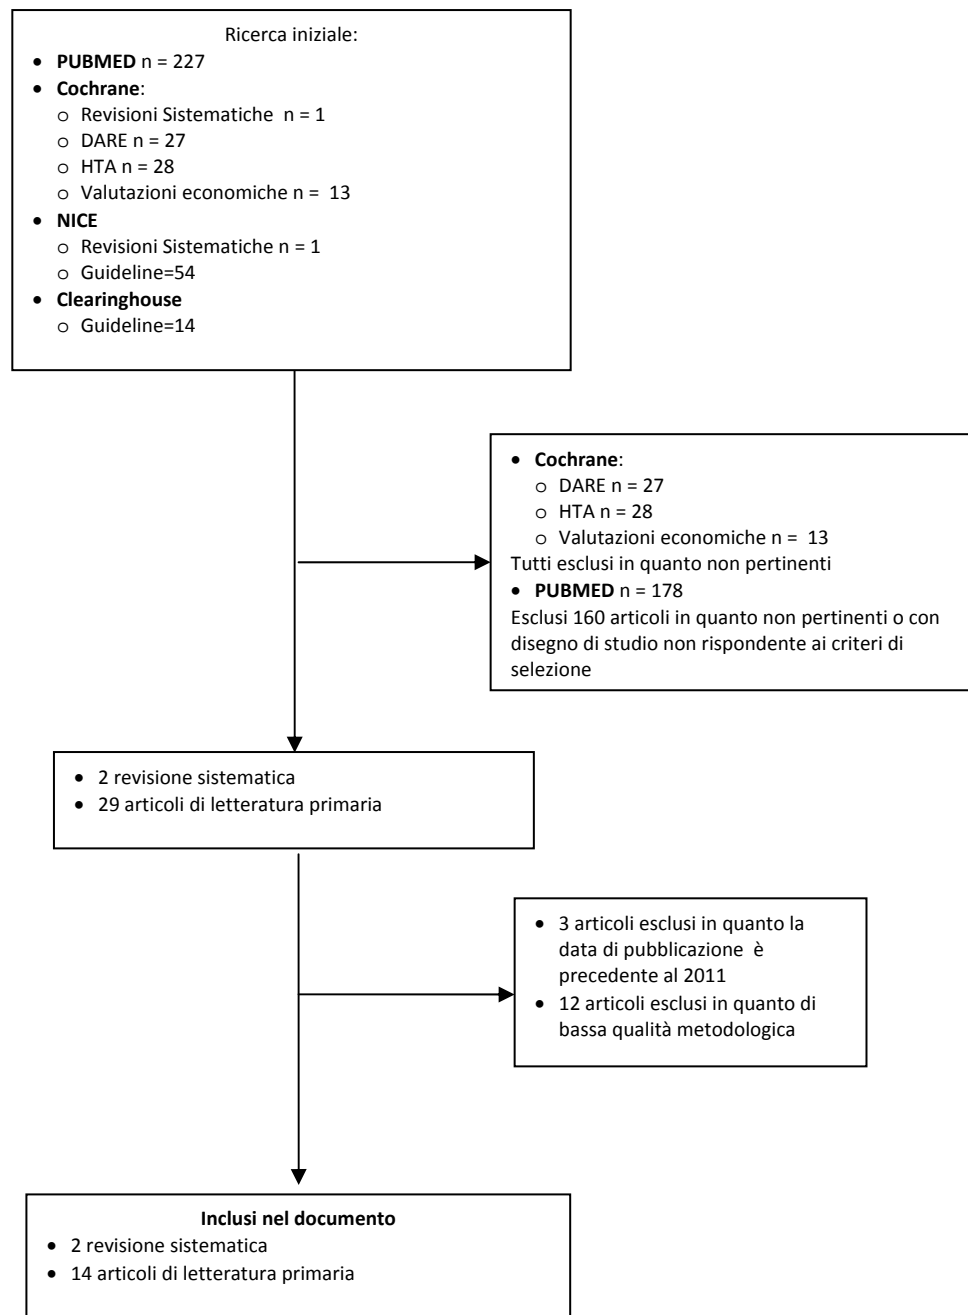 Ricerca iniziale:
• PUBMED n = 227
• Cochrane:
o Revisioni Sistematiche n = 1
o DARE n = 27
o HTA n = 28
o Valutazioni economiche n = 13
• NICE
o Revisioni Sistematiche n = 1
o Guideline=54
• Clearinghouse
o Guideline=14
• Cochrane:
o DARE n = 27
o HTA n = 28
o Valutazioni economiche n = 13
Tutti esclusi in quanto non pertinenti
• PUBMED n = 178
Esclusi 160 articoli in quanto non pertinenti o con
disegno di studio non rispondente ai criteri di
selezione
• 2 revisione sistematica
• 29 articoli di letteratura primaria
• 3 articoli esclusi in quanto la
data di pubblicazione è
precedente al 2011
• 12 articoli esclusi in quanto di
bassa qualità metodologica
Inclusi nel documento
• 2 revisione sistematica
• 14 articoli di letteratura primaria